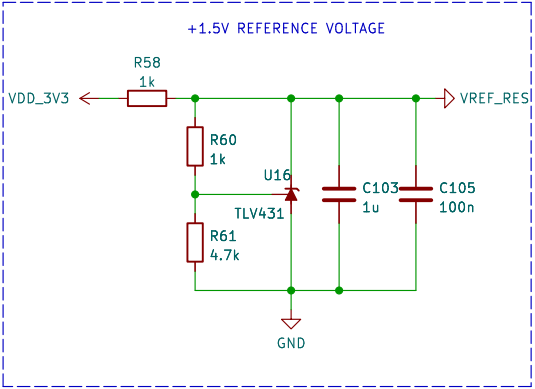 +1.5V REFERENCE VOLTAGE
R58
1k
VDD_3V3
VREF_RES
R60
1k
U16
TLV431
C103
1u
C105
100n
R61
4.7k
GND